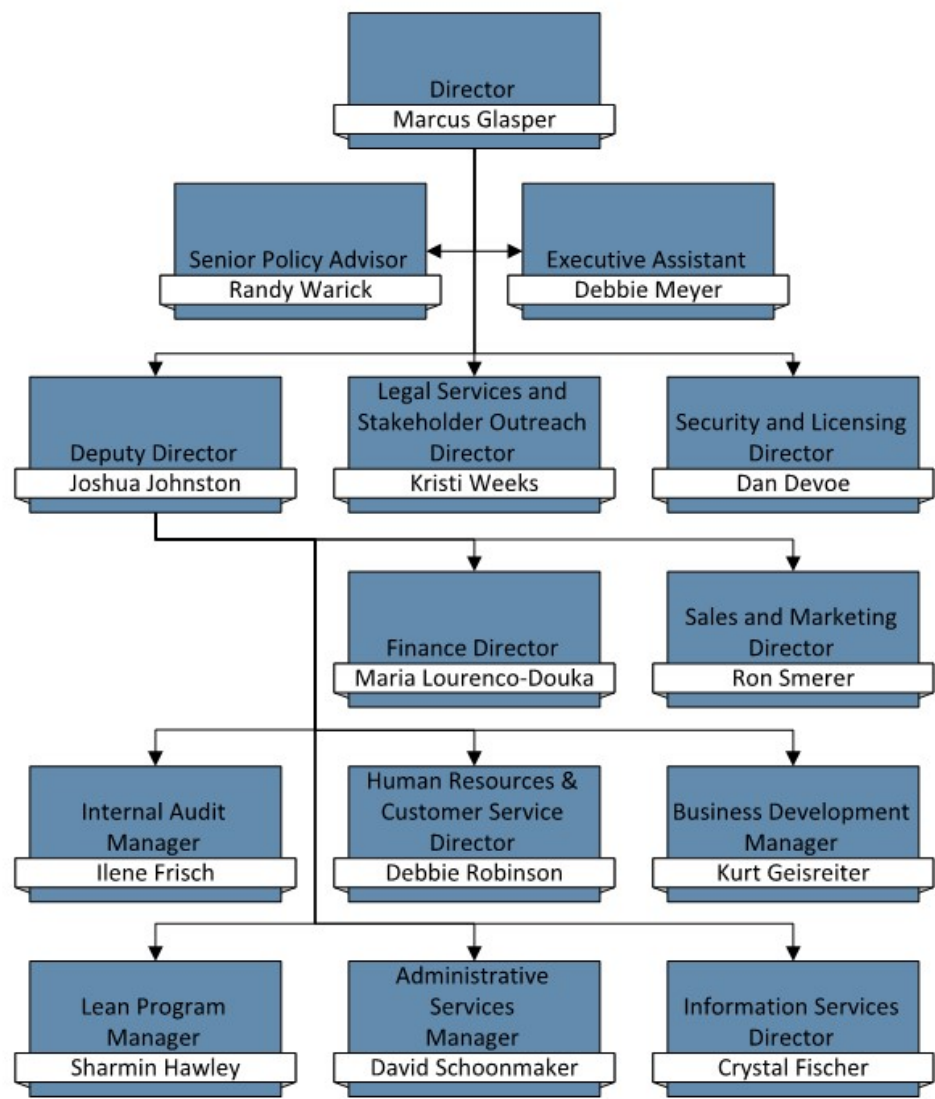 Director
Marcus Glasper
Senior Policy Advisor
Randy Warick
Executive Assistant
Debbie Meyer
Deputy Director
Joshua Johnston
Legal Services and
Stakeholder Outreach
Director
Kristi Weeks
Security and Licensing
Director
Dan Devoe
Finance Director
Maria Lourenco-Douka
Sales and Marketing
Director
Ron Smerer
Internal Audit
Manager
Ilene Frisch
Human Resources &
Customer Service
Director
Debbie Robinson
Business Development
Manager
Kurt Geisreiter
Lean Program
Manager
Sharmin Hawley
Administrative
Services
Manager
David Schoonmaker
Information Services
Director
Crystal Fischer